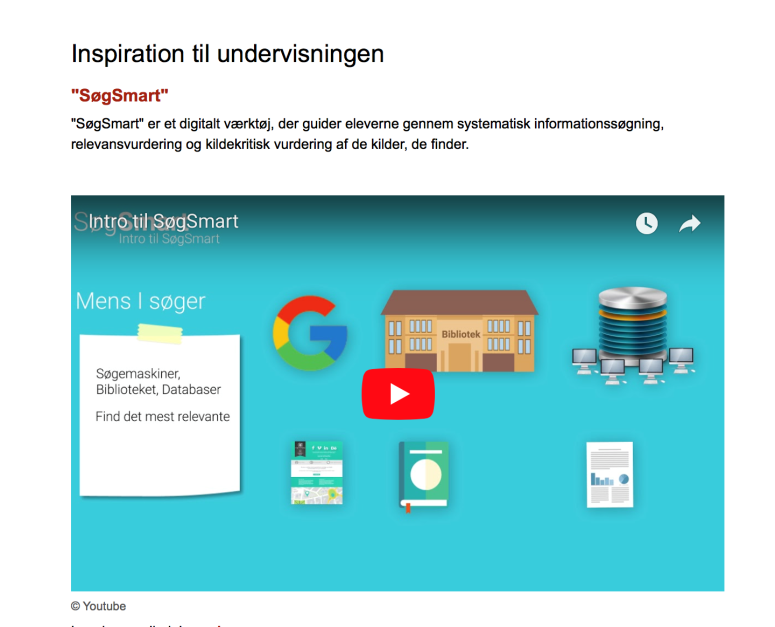 Inspiration til undervisningen
"SøgSmart"
"SøgSmart" er et digitalt værktøj, der guider eleverne gennem systematisk informationssøgning,
relevansvurdering og kildekritisk vurdering af de kilder, de finder.
SøgSmart
Intro til SøgSmart
Intro til SøgSmart
Mens I søger
Søgemaskiner,
Biblioteket, Databaser
Find det mest relevante
Bibliotek
© Youtube